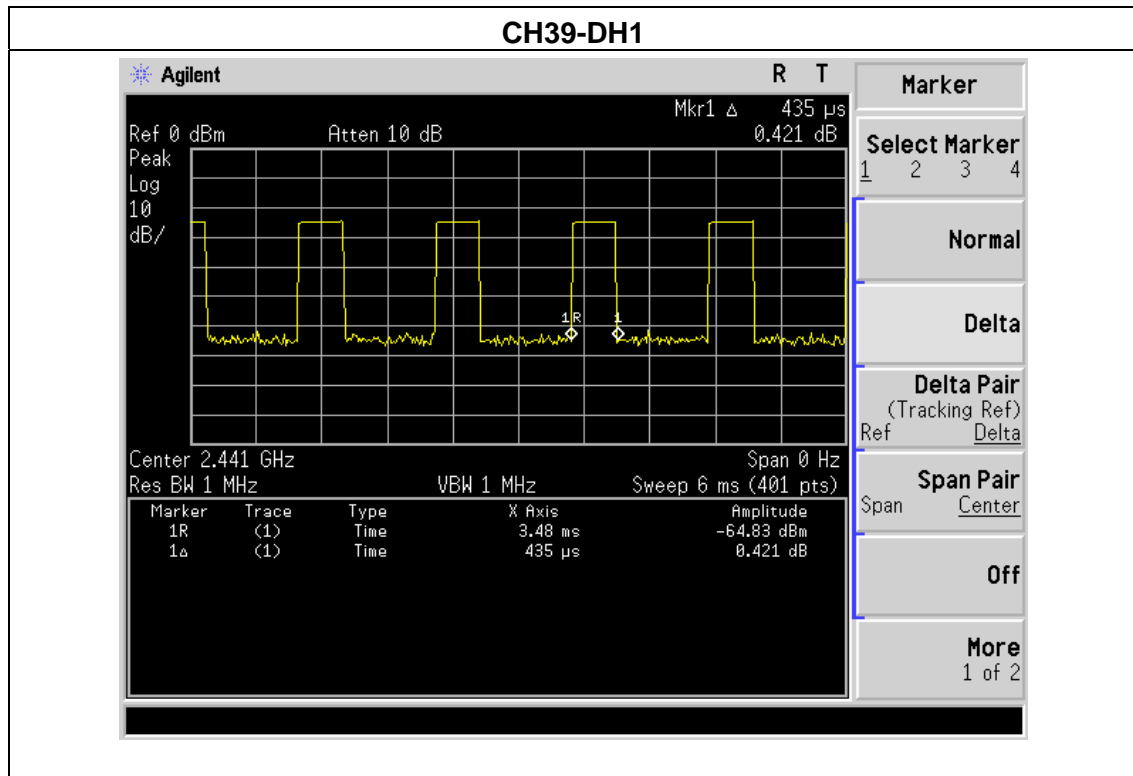 CH39-DH1
Agilent R T
Mkr1 Δ 435 µs
Ref 0 dBm Atten 10 dB 0.421 dB
Peak
Log
10
dB/
1R 1
Center 2.441 GHz Span 0 Hz
Res BW 1 MHz VBW 1 MHz Sweep 6 ms (401 pts)
Marker Trace Type X Axis Amplitude
1R (1) Time 3.48 ms -64.83 dBm
1Δ (1) Time 435 µs 0.421 dB
Marker
Select Marker
1 2 3 4
Normal
Delta
Delta Pair
(Tracking Ref)
Ref Delta
Span Pair
Span Center
Off
More
1 of 2